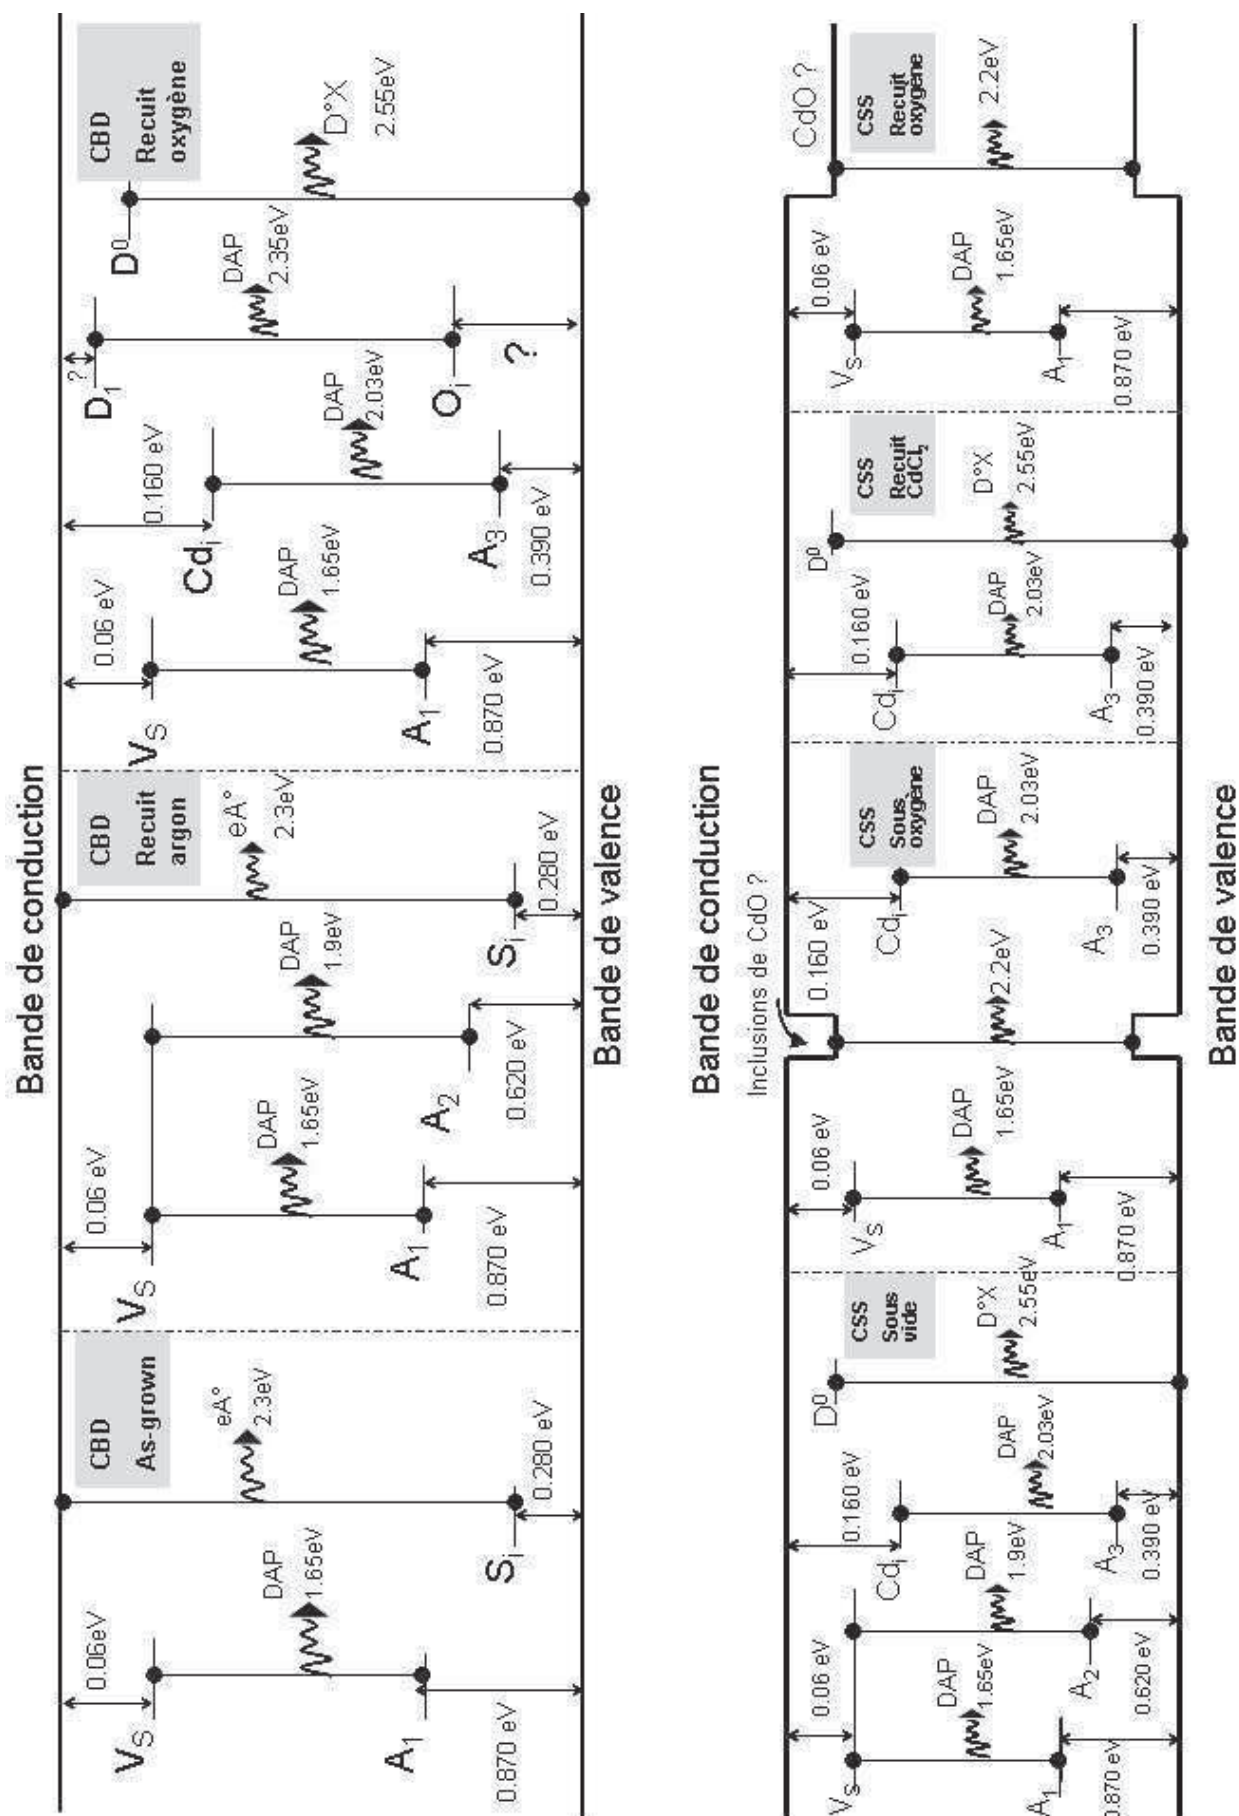 Bande de conduction
CBD
As-grown
0.06eV
V_S
DAP
1.65eV
A_1
0.870 eV
eA°
2.3eV
S_i
0.280 eV
CBD
Recuit
argon
0.06 eV
V_S
DAP
1.65eV
A_1
0.870 eV
DAP
1.9eV
A_2
0.620 eV
eA°
2.3eV
S_i
0.280 eV
CBD
Recuit
oxygène
0.06 eV
V_S
DAP
1.65eV
A_1
0.870 eV
0.160 eV
Cd_i
DAP
2.03eV
A_3
0.390 eV
?
D_1
DAP
2.35eV
O_i
?
D^0
D°X
2.55eV
Bande de valence
Bande de conduction
CSS
Sous
vide
0.06 eV
V_S
DAP
1.65eV
A_1
0.870 eV
DAP
1.9eV
A_2
0.620 eV
0.160 eV
Cd_i
DAP
2.03eV
A_3
0.390 eV
D^0
D°X
2.55eV
Inclusions de CdO ?
CSS
Sous
oxygène
0.06 eV
V_S
DAP
1.65eV
A_1
0.870 eV
2.2eV
0.160 eV
Cd_i
DAP
2.03eV
A_3
0.390 eV
CSS
Recuit
CdCl_2
0.160 eV
Cd_i
DAP
2.03eV
A_3
0.390 eV
D^0
D°X
2.55eV
CdO ?
CSS
Recuit
oxygène
0.06 eV
V_S
DAP
1.65eV
A_1
0.870 eV
2.2eV
Bande de valence